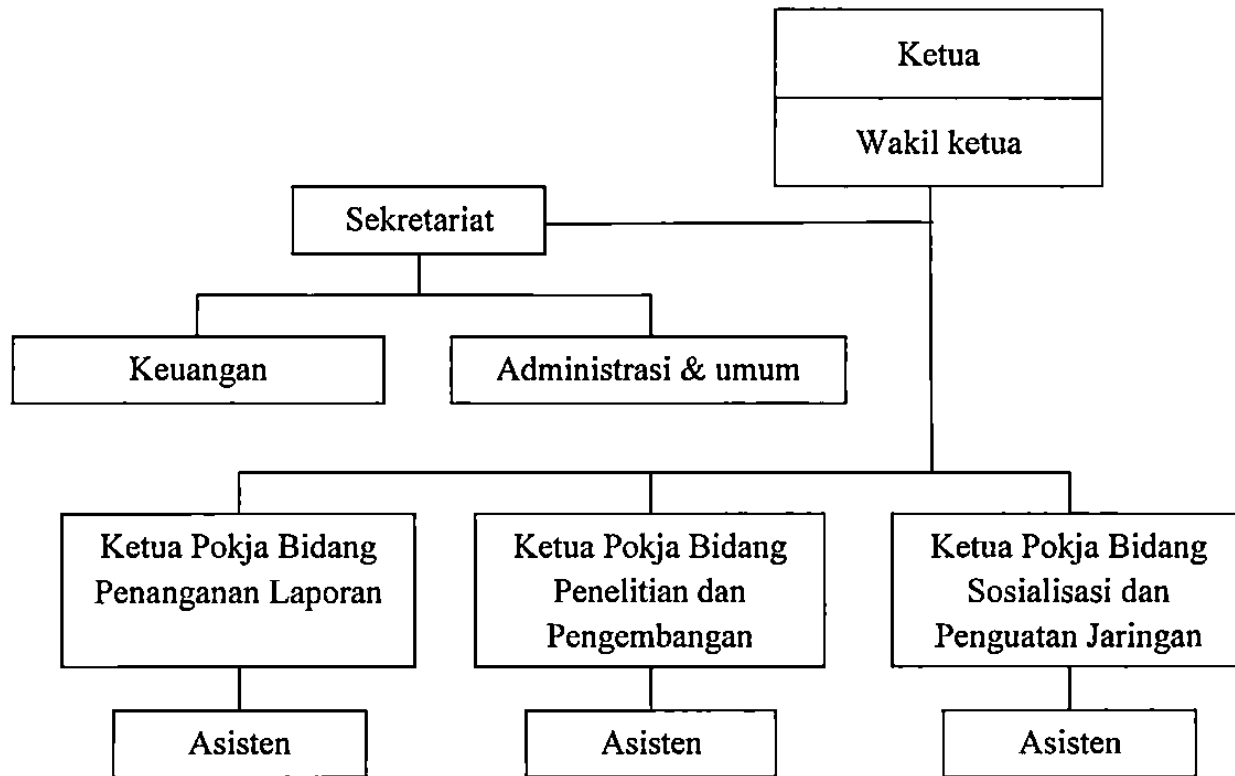 Ketua
Wakil ketua
Sekretariat
Keuangan
Administrasi & umum
Ketua Pokja Bidang
Penanganan Laporan
Ketua Pokja Bidang
Penelitian dan
Pengembangan
Ketua Pokja Bidang
Sosialisasi dan
Penguatan Jaringan
Asisten
Asisten
Asisten